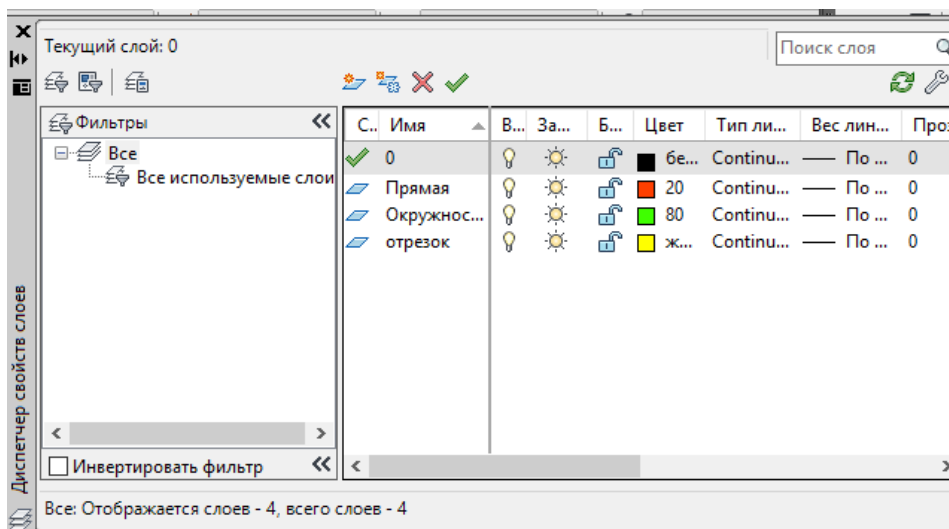 Текущий слой: 0
Поиск слоя
Фильтры
С.. Имя В... За... Б... Цвет Тип ли... Вес лин... Про
Все
Все используемые слои
0 бе... Continu... По ... 0
Прямая 20 Continu... По ... 0
Окружнос... 80 Continu... По ... 0
отрезок ж... Continu... По ... 0
Инвертировать фильтр
Все: Отображается слоев - 4, всего слоев - 4
Диспетчер свойств слоев